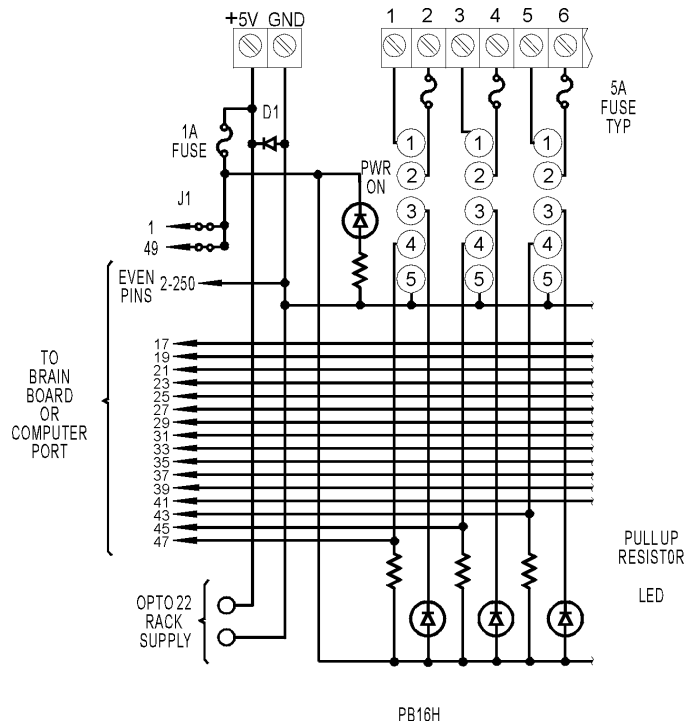 +5V GND
1 2 3 4 5 6
5A
FUSE
TYP
D1
1A
FUSE
1 1 1
PWR
ON
2 2 2
J1
3 3 3
1
4 4 4
49
EVEN
PINS 2-250
5 5 5
17
19
21
23
25
27
29
31
33
35
37
39
41
43
45
47
TO
BRAIN
BOARD
OR
COMPUTER
PORT
PULLUP
RESISTOR
LED
OPTO 22
RACK
SUPPLY
PB16H